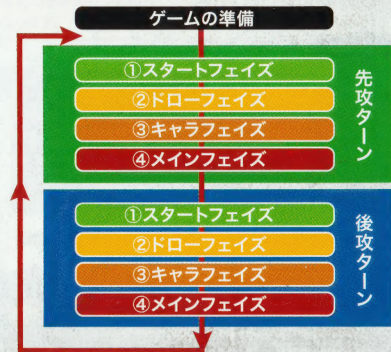 ゲームの準備
先攻ターン
①スタートフェイズ
②ドローフェイズ
③キャラフェイズ
④メインフェイズ
後攻ターン
①スタートフェイズ
②ドローフェイズ
③キャラフェイズ
④メインフェイズ